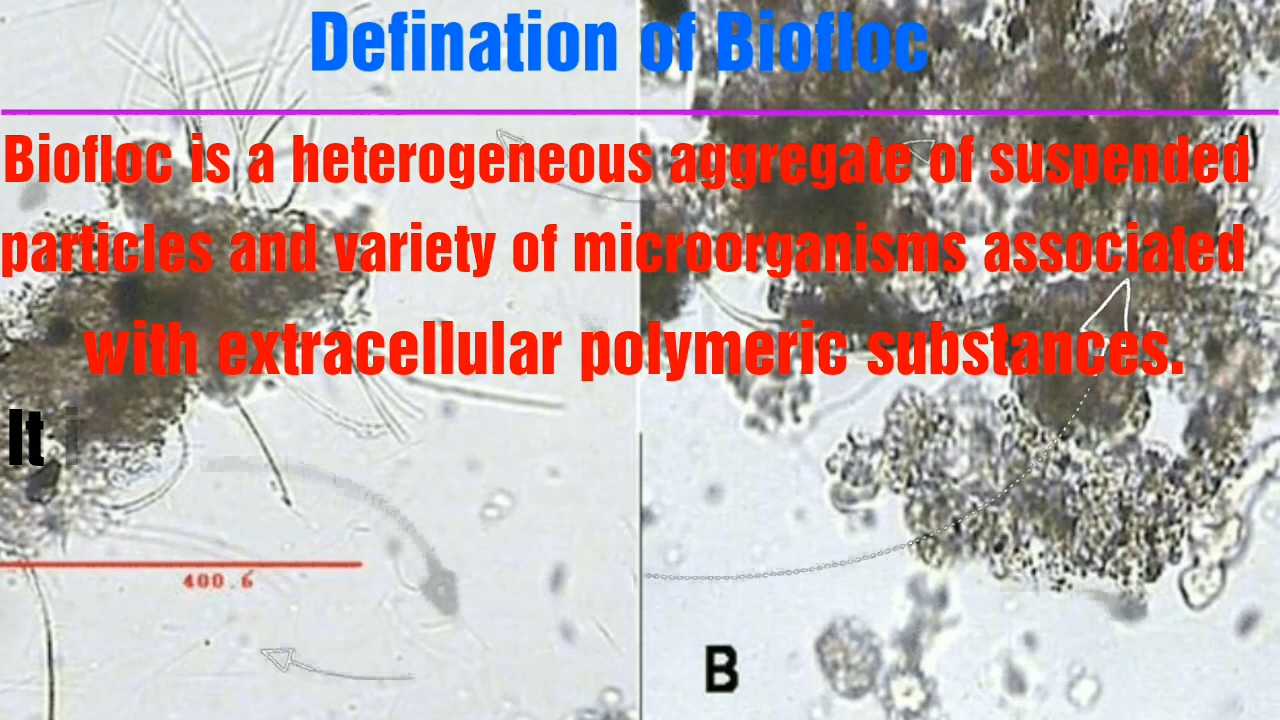 Defination of Biofloc
Biofloc is a heterogeneous aggregate of suspended
particles and variety of microorganisms associated
with extracellular polymeric substances.
It i
400.6
B